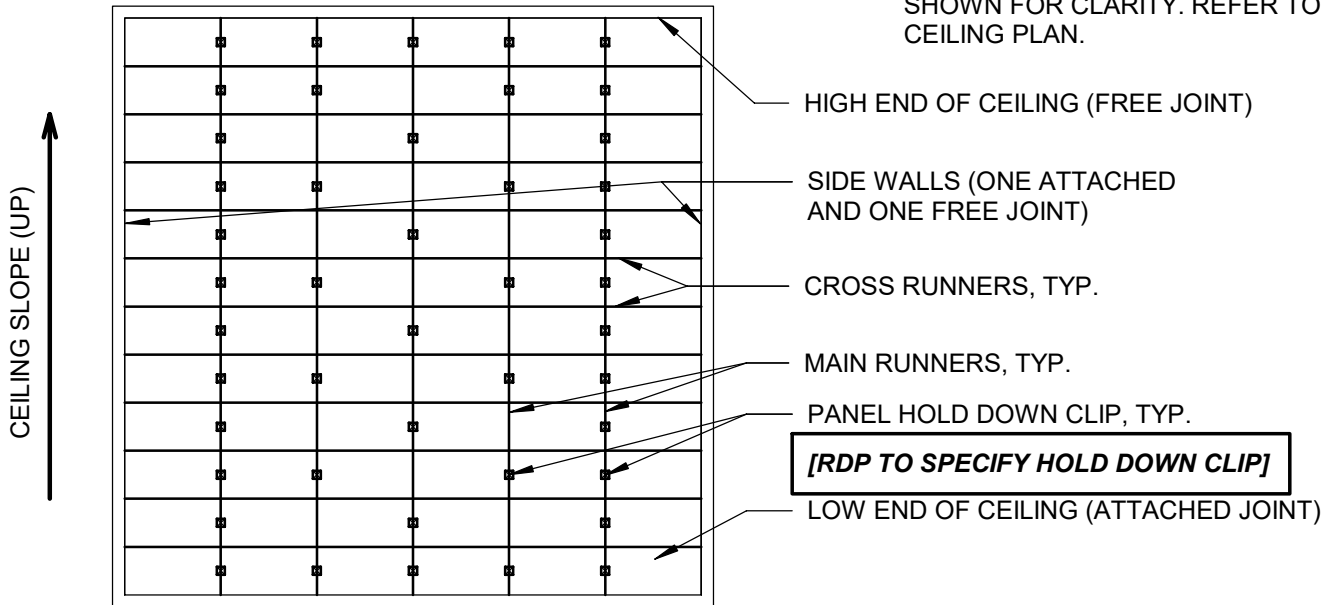 SHOWN FOR CLARITY. REFER TO
CEILING PLAN.
HIGH END OF CEILING (FREE JOINT)
SIDE WALLS (ONE ATTACHED
AND ONE FREE JOINT)
CEILING SLOPE (UP)
CROSS RUNNERS, TYP.
MAIN RUNNERS, TYP.
PANEL HOLD DOWN CLIP, TYP.
[RDP TO SPECIFY HOLD DOWN CLIP]
LOW END OF CEILING (ATTACHED JOINT)